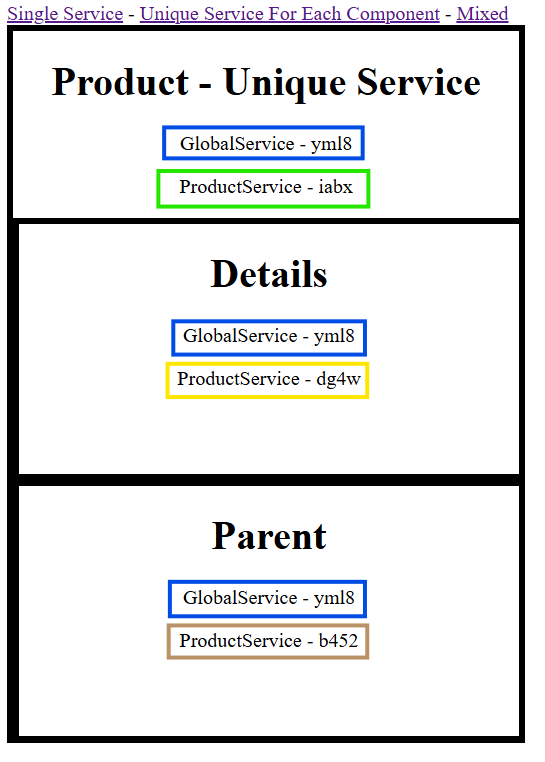 Single Service - Unique Service For Each Component - Mixed
Product - Unique Service
GlobalService - yml8
ProductService - iabx
Details
GlobalService - yml8
ProductService - dg4w
Parent
GlobalService - yml8
ProductService - b452